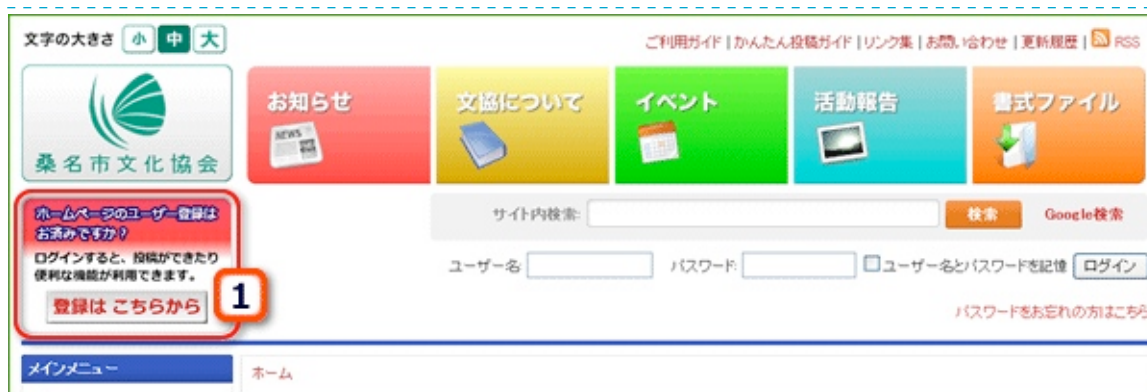 文字の大きさ 小 中 大
ご利用ガイド | かんたん投稿ガイド | リンク集 | お問い合わせ | 更新履歴 | RSS
桑名市文化協会
お知らせ
NEWS
文協について
イベント
活動報告
書式ファイル
ホームページのユーザー登録は
お済みですか?
ログインすると、投稿ができたり
便利な機能が利用できます。
登録は こちらから
1
サイト内検索: 検索 Google検索
ユーザー名: パスワード: ユーザー名とパスワードを記憶 ログイン
パスワードをお忘れの方はこちら
メインメニュー
ホーム